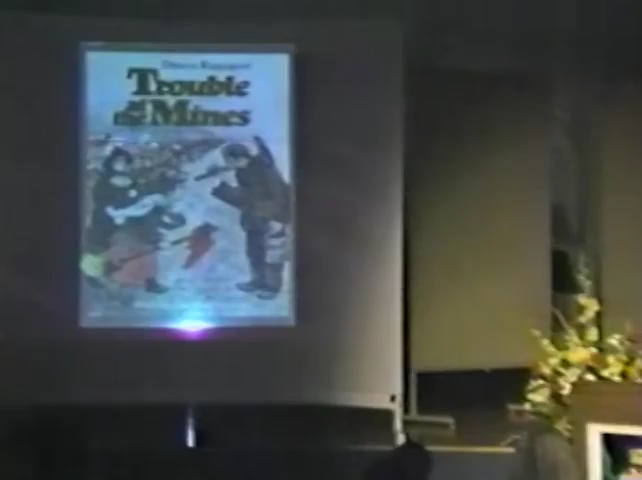 Trouble
at
the Mines